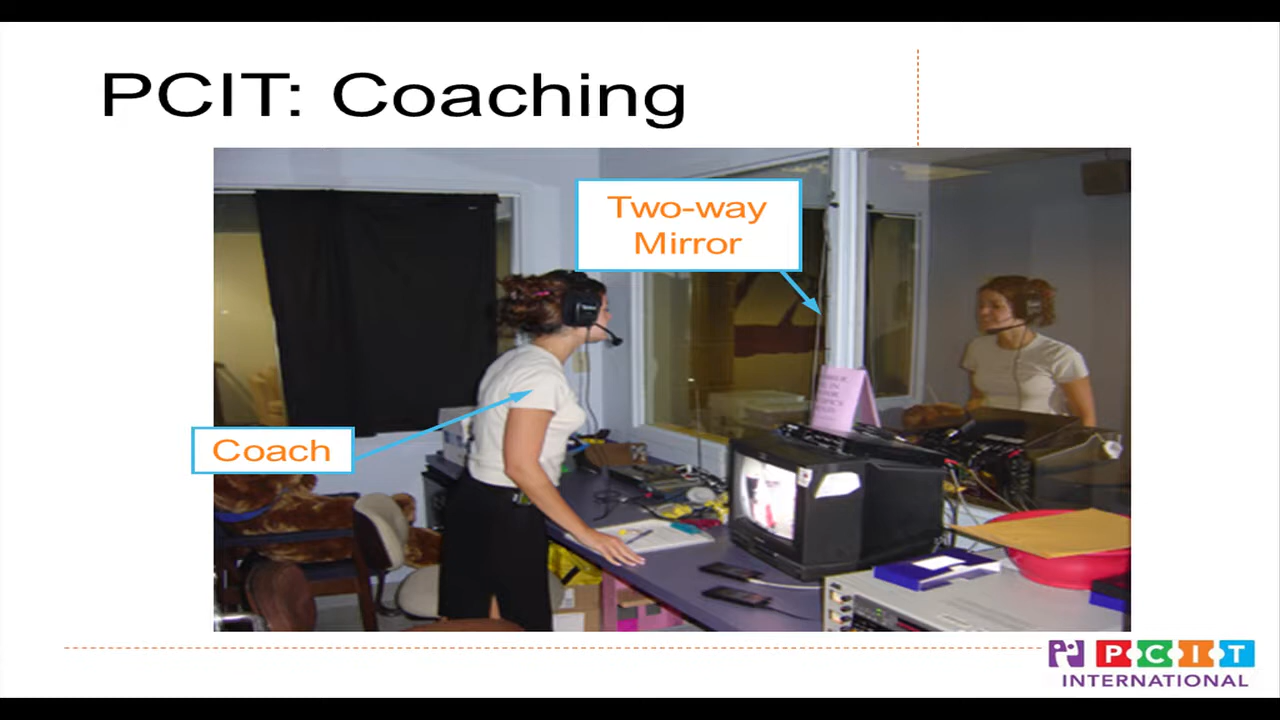 PCIT: Coaching
Two-way
Mirror
Coach
PCIT
INTERNATIONAL